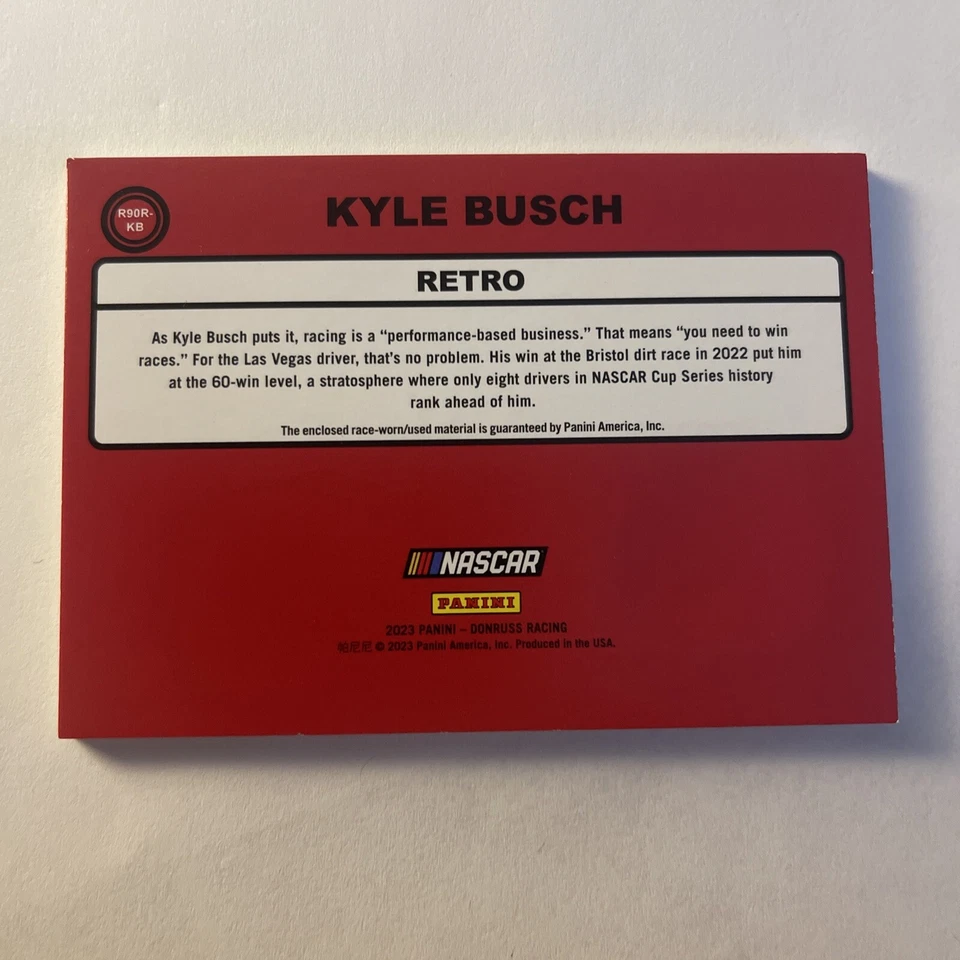 R90R-
KB
KYLE BUSCH
RETRO
As Kyle Busch puts it, racing is a “performance-based business.” That means “you need to win
races.” For the Las Vegas driver, that’s no problem. His win at the Bristol dirt race in 2022 put him
at the 60-win level, a stratosphere where only eight drivers in NASCAR Cup Series history
rank ahead of him.
The enclosed race-worn/used material is guaranteed by Panini America, Inc.
NASCAR
PANINI
2023 PANINI – DONRUSS RACING
帕尼尼 © 2023 Panini America, Inc. Produced in the USA.